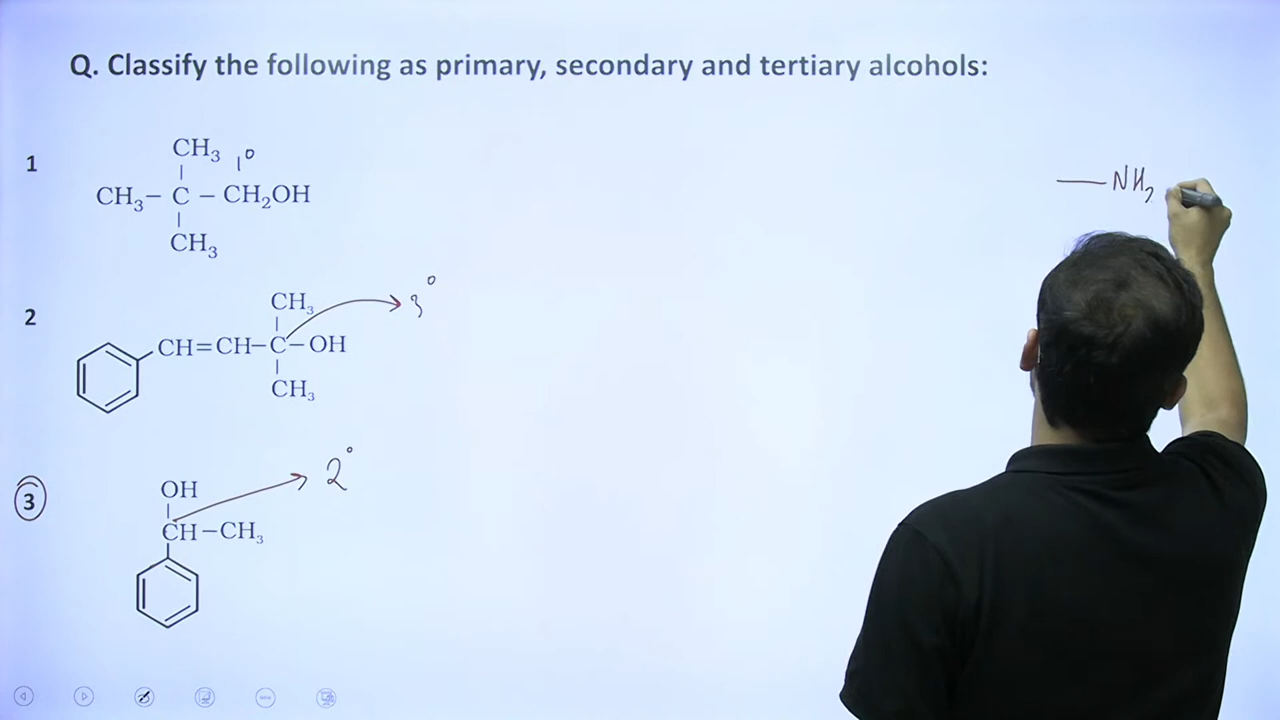 Q. Classify the following as primary, secondary and tertiary alcohols:
1
CH₃ 1°
|
CH₃– C – CH₂OH
|
CH₃
2
CH₃ 3°
|
CH=CH–C–OH
|
CH₃
3
OH 2°
|
CH–CH₃
—NH₂